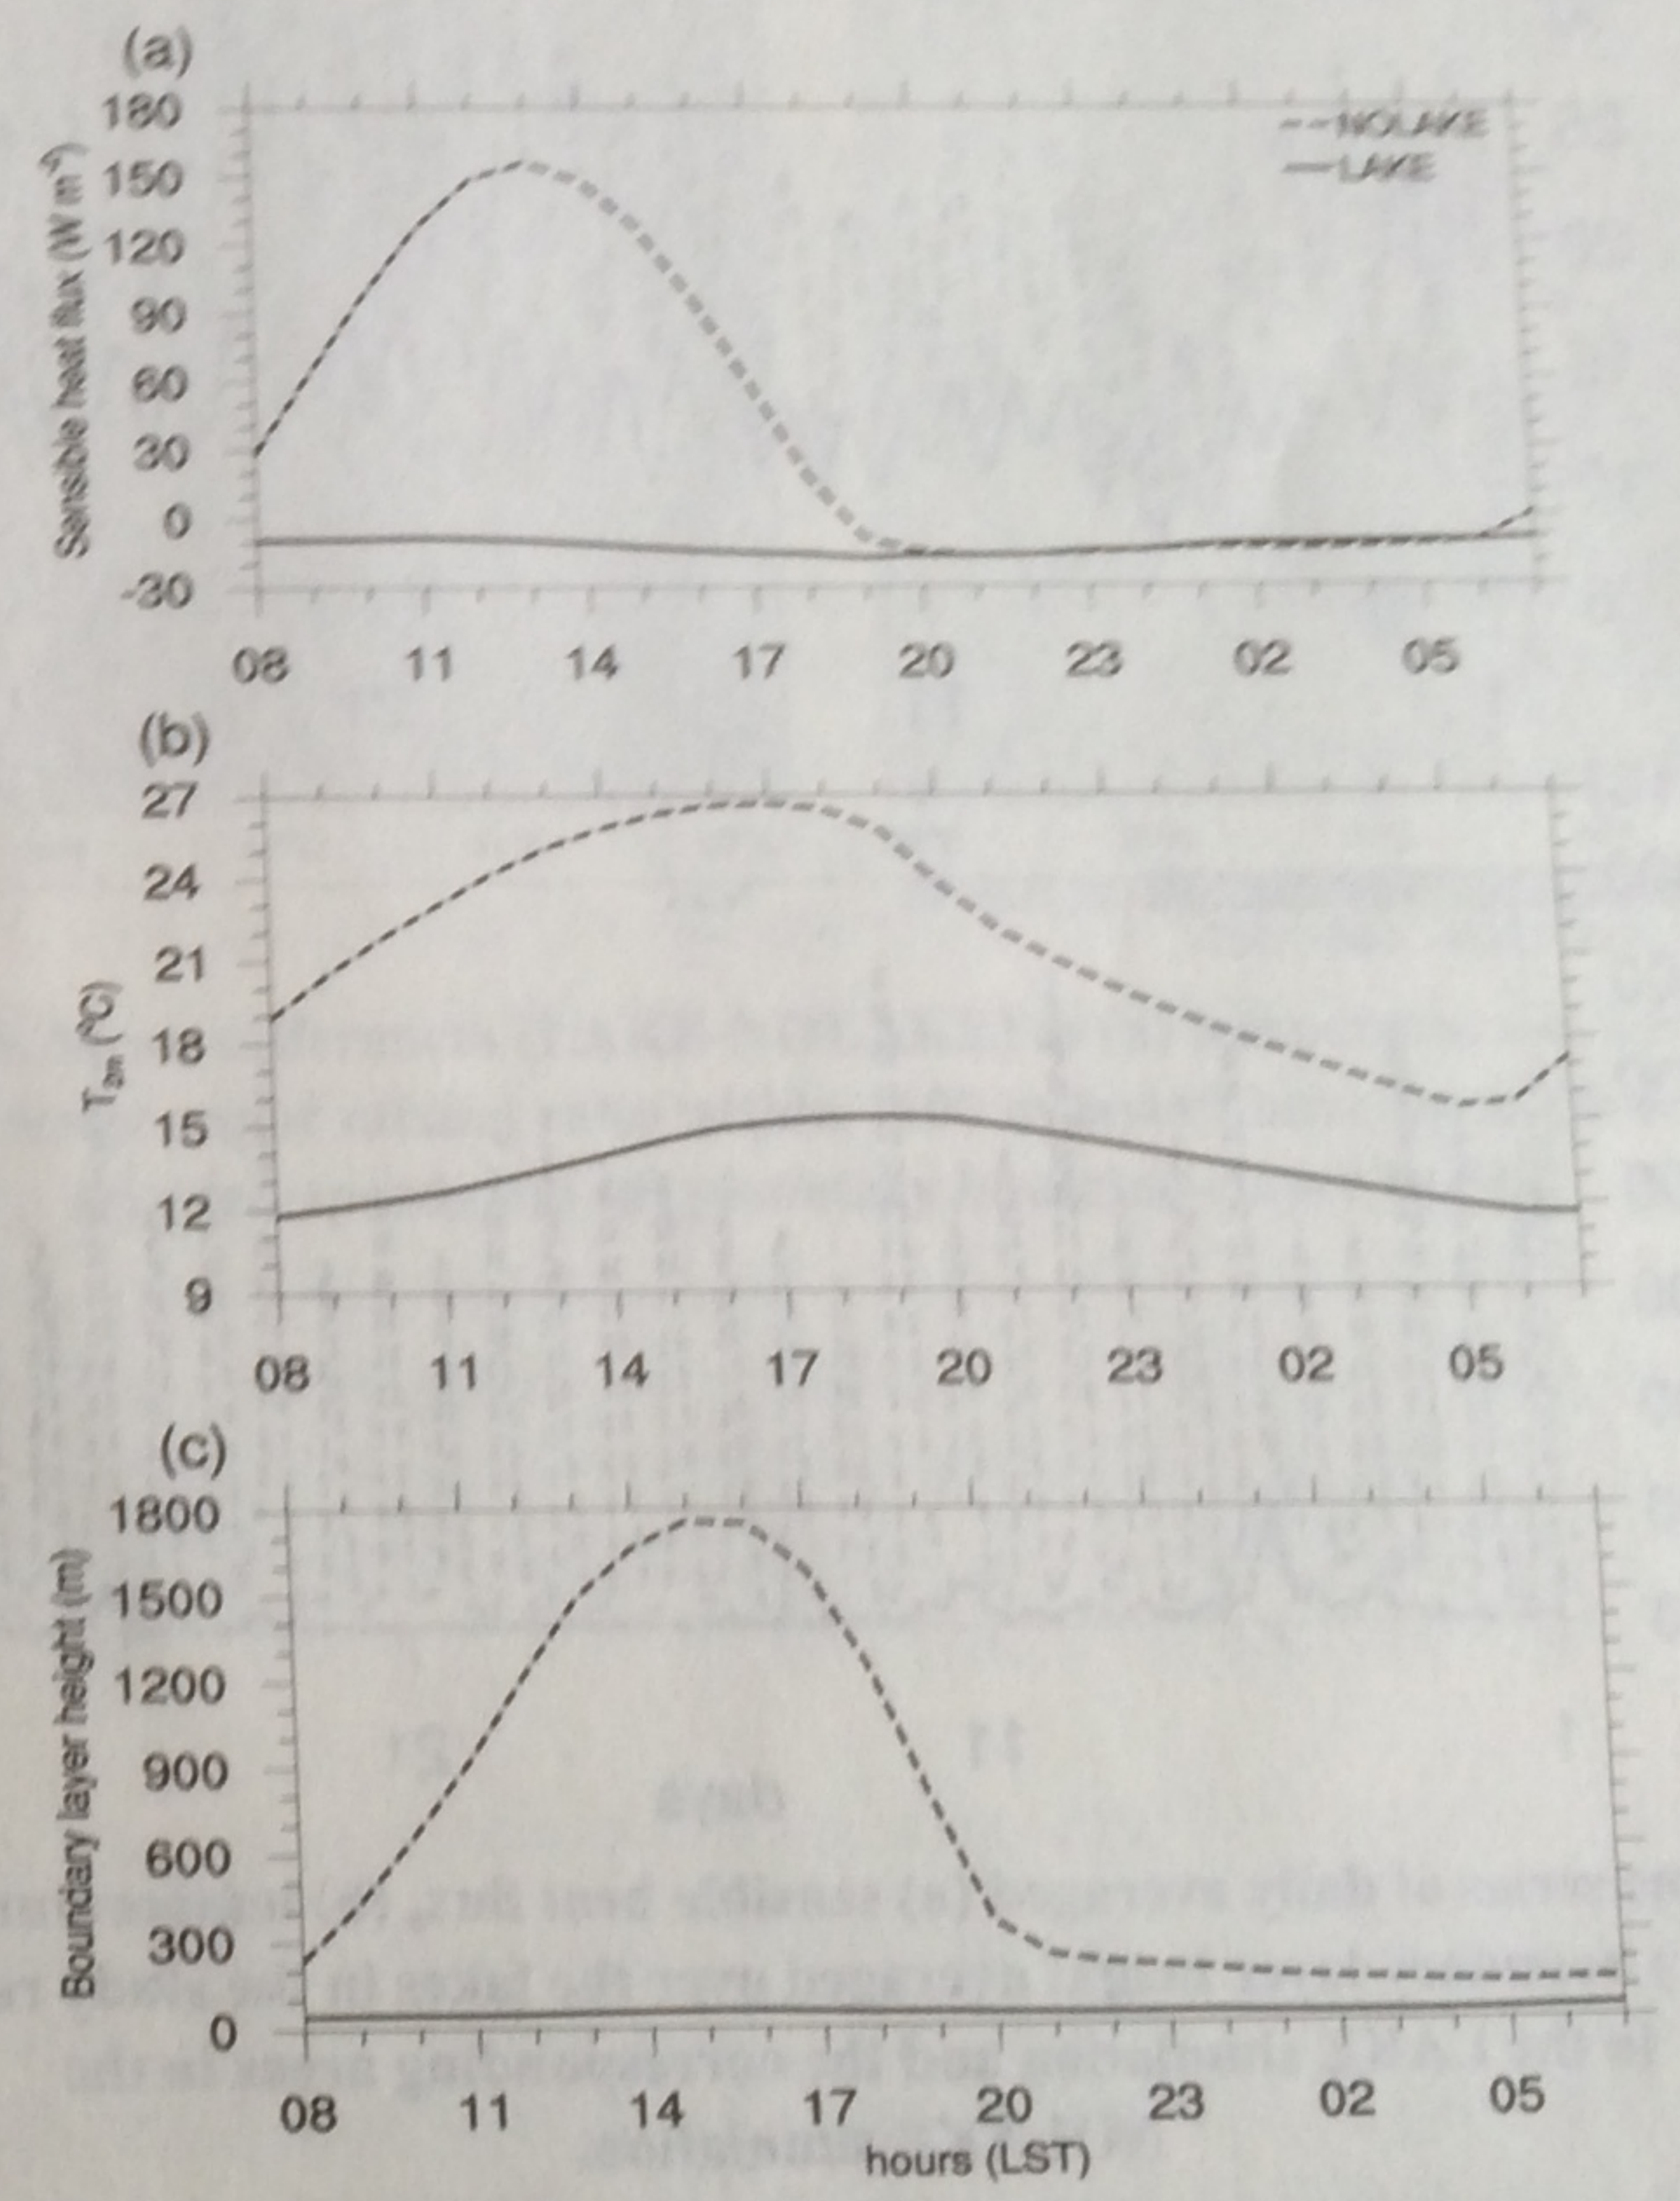 (a)
Sensible heat flux (W m⁻²)
180
150
120
90
60
30
0
-30
NOLAKE
LAKE
08 11 14 17 20 23 02 05
(b)
T2m (°C)
27
24
21
18
15
12
9
08 11 14 17 20 23 02 05
(c)
Boundary layer height (m)
1800
1500
1200
900
600
300
0
08 11 14 17 20 23 02 05
hours (LST)